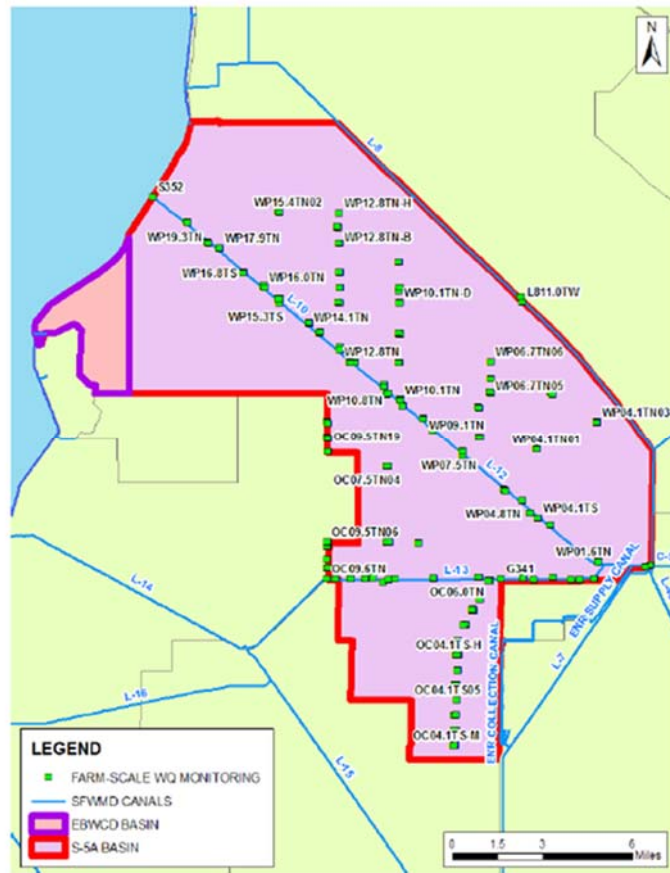 N
L-8
S352
WP15.4TN02
WP12.8TN-H
WP19.3TN
WP17.9TN
WP12.8TN-B
WP16.8TS
WP16.0TN
WP10.1TN-D
L811.0TW
L-10
WP15.3TS
WP14.1TN
WP12.8TN
WP06.7TN06
WP06.7TN05
WP10.8TN
WP10.1TN
WP04.1TN03
OC09.5TN19
WP09.1TN
WP04.1TN01
OC07.5TN04
WP07.5TN
L-12
WP04.8TN
WP04.1TS
OC09.5TN06
WP01.6TN
OC09.6TN
L-13
G341
ENR SUPPLY CANAL
L-14
OC06.0TN
OC04.1TS-H
L-7
L-16
OC04.1TS05
ENR COLLECTION CANAL
OC04.1TS-M
L-15
LEGEND
FARM-SCALE WQ MONITORING
SFWMD CANALS
EBWCD BASIN
S-5A BASIN
0 1.5 3 6
Miles